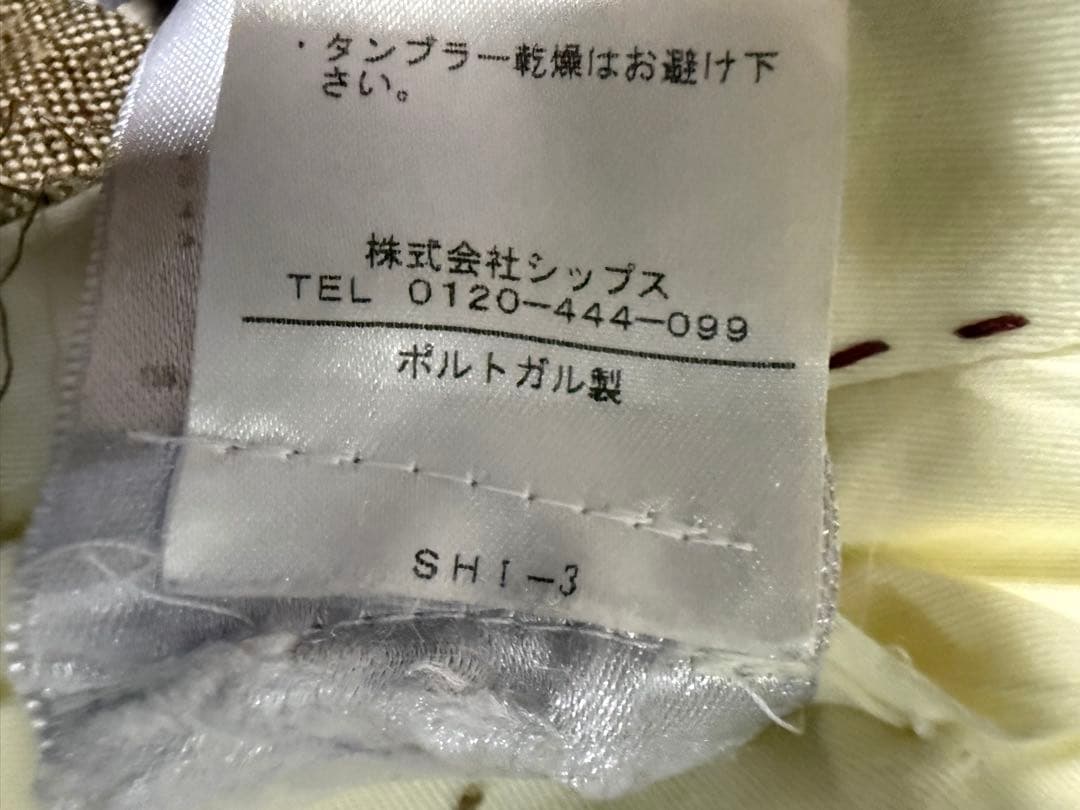 ・タンブラー乾燥はお避け下
さい。
株式会社シップス
TEL 0120-444-099
ポルトガル製
SHI-3